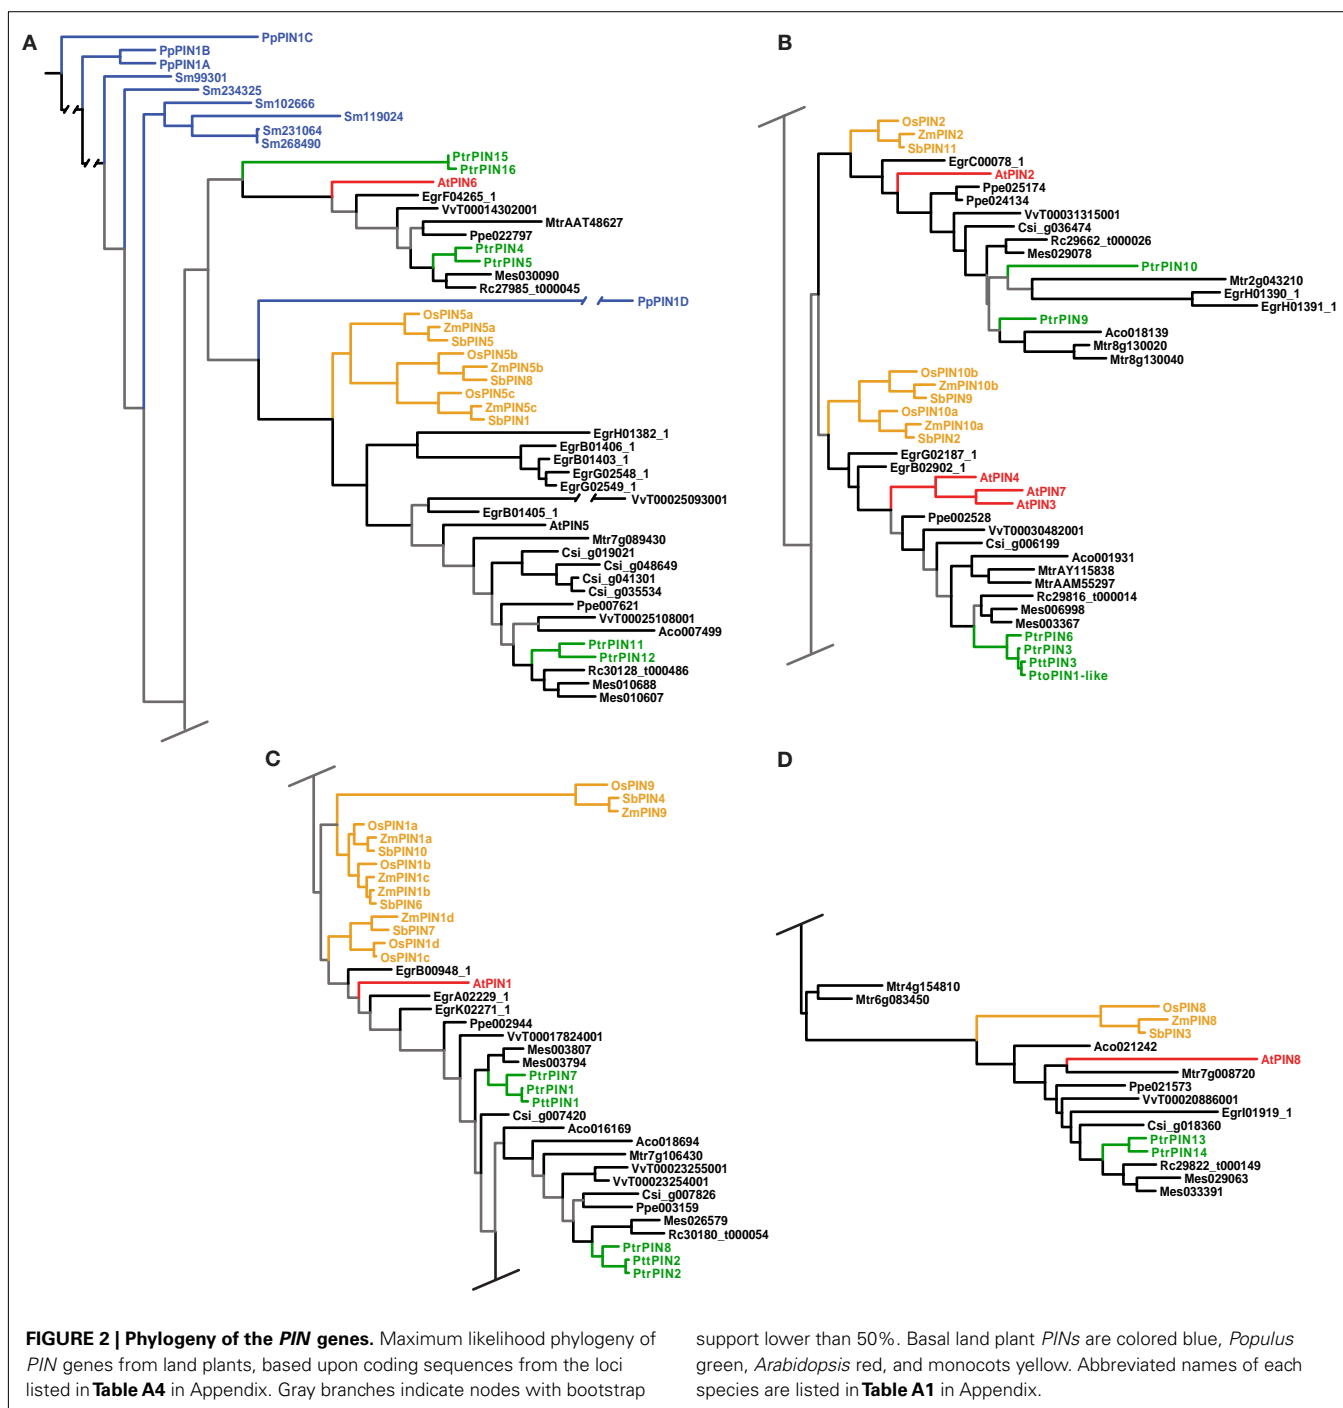 A
PpPIN1C
PpPIN1B
PpPIN1A
Sm99301
Sm234325
Sm102666
Sm119024
Sm231064
Sm268490
PtrPIN15
PtrPIN16
AtPIN6
EgrF04265_1
VvT00014302001
MtrAAT48627
Ppe022797
PtrPIN4
PtrPIN5
Mes030090
Rc27985_t000045
PpPIN1D
OsPIN5a
ZmPIN5a
SbPIN5
OsPIN5b
ZmPIN5b
SbPIN8
OsPIN5c
ZmPIN5c
SbPIN1
EgrH01382_1
EgrB01406_1
EgrB01403_1
EgrG02548_1
EgrG02549_1
VvT00025093001
EgrB01405_1
AtPIN5
Mtr7g089430
Csi_g019021
Csi_g048649
Csi_g041301
Csi_g035534
Ppe007621
VvT00025108001
Aco007499
PtrPIN11
PtrPIN12
Rc30128_t000486
Mes010688
Mes010607
B
OsPIN2
ZmPIN2
SbPIN11
EgrC00078_1
AtPIN2
Ppe025174
Ppe024134
VvT00031315001
Csi_g036474
Rc29662_t000026
Mes029078
PtrPIN10
Mtr2g043210
EgrH01390_1
EgrH01391_1
PtrPIN9
Aco018139
Mtr8g130020
Mtr8g130040
OsPIN10b
ZmPIN10b
SbPIN9
OsPIN10a
ZmPIN10a
SbPIN2
EgrG02187_1
EgrB02902_1
AtPIN4
AtPIN7
AtPIN3
Ppe002528
VvT00030482001
Csi_g006199
Aco001931
MtrAY115838
MtrAAM55297
Rc29816_t000014
Mes006998
Mes003367
PtrPIN6
PtrPIN3
PttPIN3
PtoPIN1-like
C
OsPIN9
SbPIN4
ZmPIN9
OsPIN1a
ZmPIN1a
SbPIN10
OsPIN1b
ZmPIN1c
ZmPIN1b
SbPIN6
ZmPIN1d
SbPIN7
OsPIN1d
OsPIN1c
EgrB00948_1
AtPIN1
EgrA02229_1
EgrK02271_1
Ppe002944
VvT00017824001
Mes003807
Mes003794
PtrPIN7
PtrPIN1
PttPIN1
Csi_g007420
Aco016169
Aco018694
Mtr7g106430
VvT00023255001
VvT00023254001
Csi_g007826
Ppe003159
Mes026579
Rc30180_t000054
PtrPIN8
PttPIN2
PtrPIN2
D
Mtr4g154810
Mtr6g083450
OsPIN8
ZmPIN8
SbPIN3
Aco021242
AtPIN8
Mtr7g008720
Ppe021573
VvT00020886001
EgrI01919_1
Csi_g018360
PtrPIN13
PtrPIN14
Rc29822_t000149
Mes029063
Mes033391
FIGURE 2 | Phylogeny of the PIN genes. Maximum likelihood phylogeny of
PIN genes from land plants, based upon coding sequences from the loci
listed in Table A4 in Appendix. Gray branches indicate nodes with bootstrap
support lower than 50%. Basal land plant PINs are colored blue, Populus
green, Arabidopsis red, and monocots yellow. Abbreviated names of each
species are listed in Table A1 in Appendix.